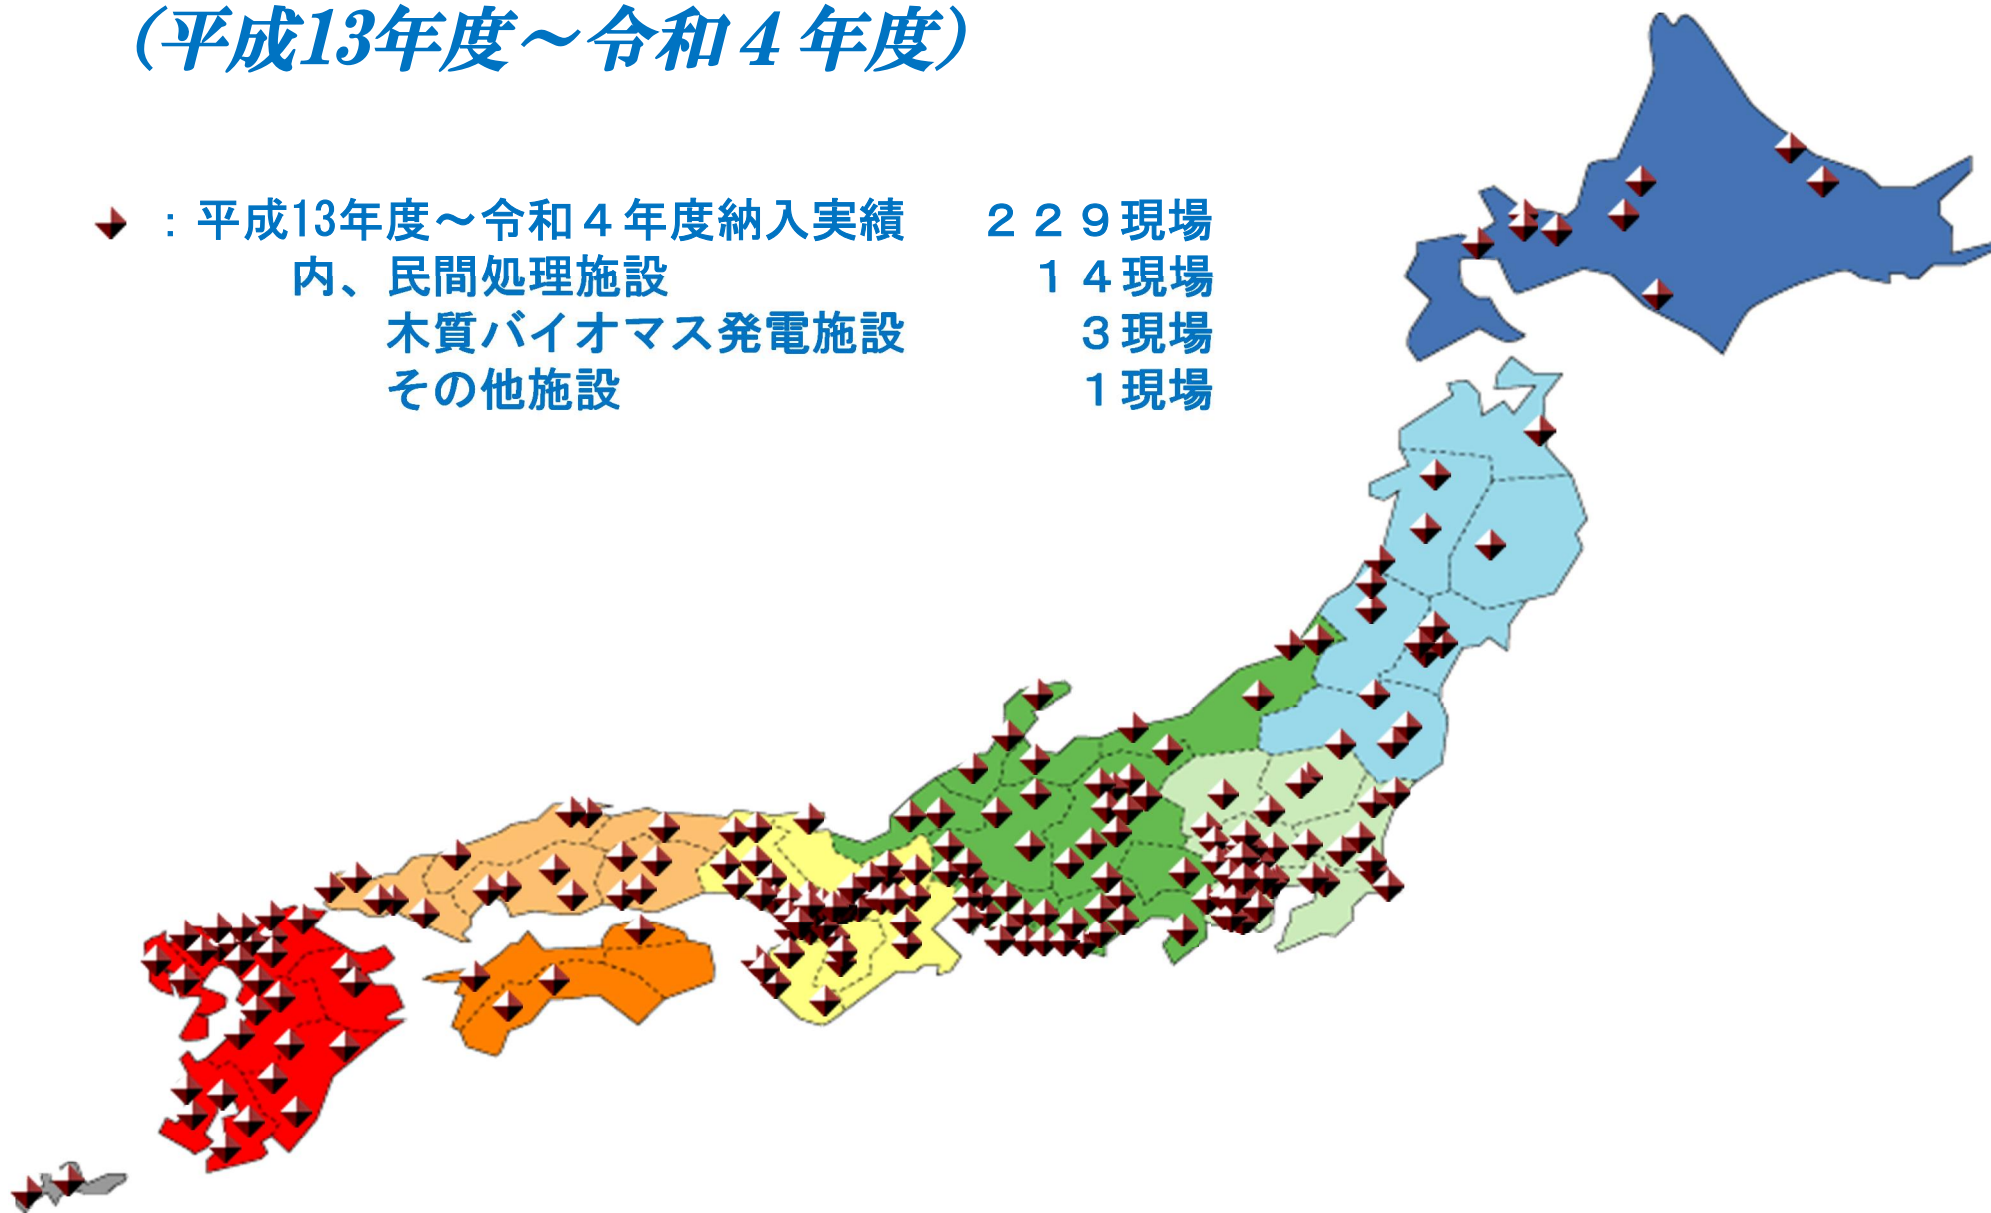 (平成13年度～令和４年度)
：平成13年度～令和４年度納入実績　２２９現場
内、民間処理施設　１４現場
木質バイオマス発電施設　３現場
その他施設　１現場